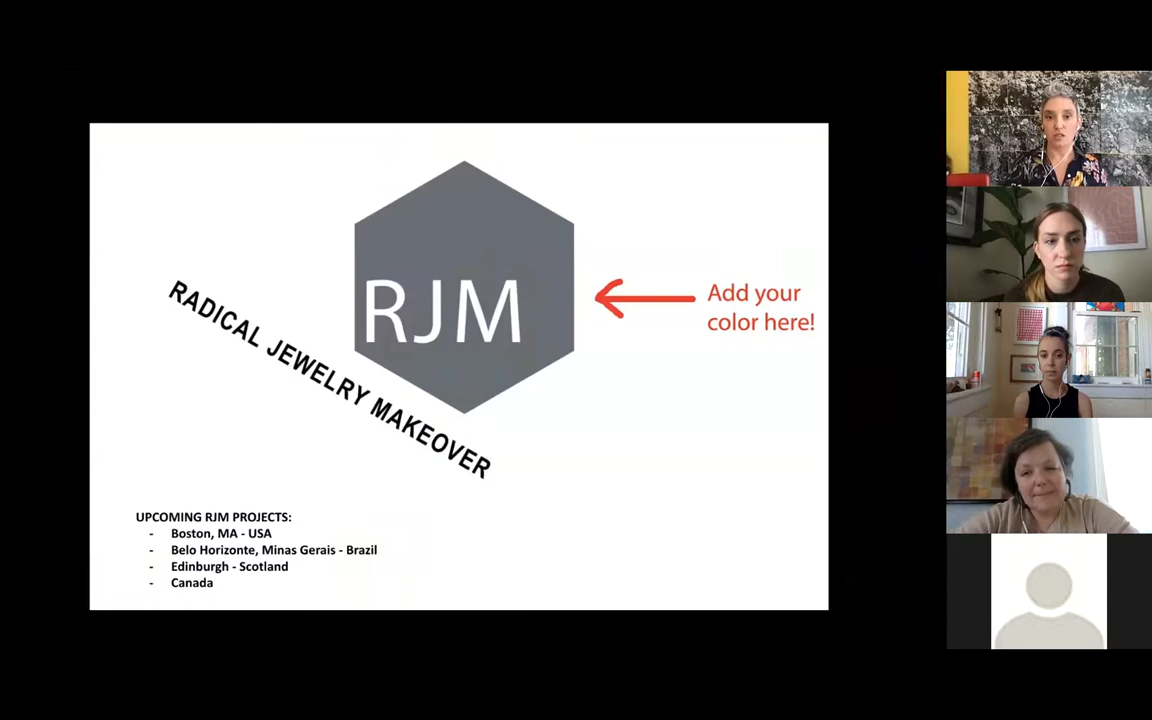 RJM
Add your
color here!
RADICAL JEWELRY MAKEOVER
UPCOMING RJM PROJECTS:
- Boston, MA - USA
- Belo Horizonte, Minas Gerais - Brazil
- Edinburgh - Scotland
- Canada